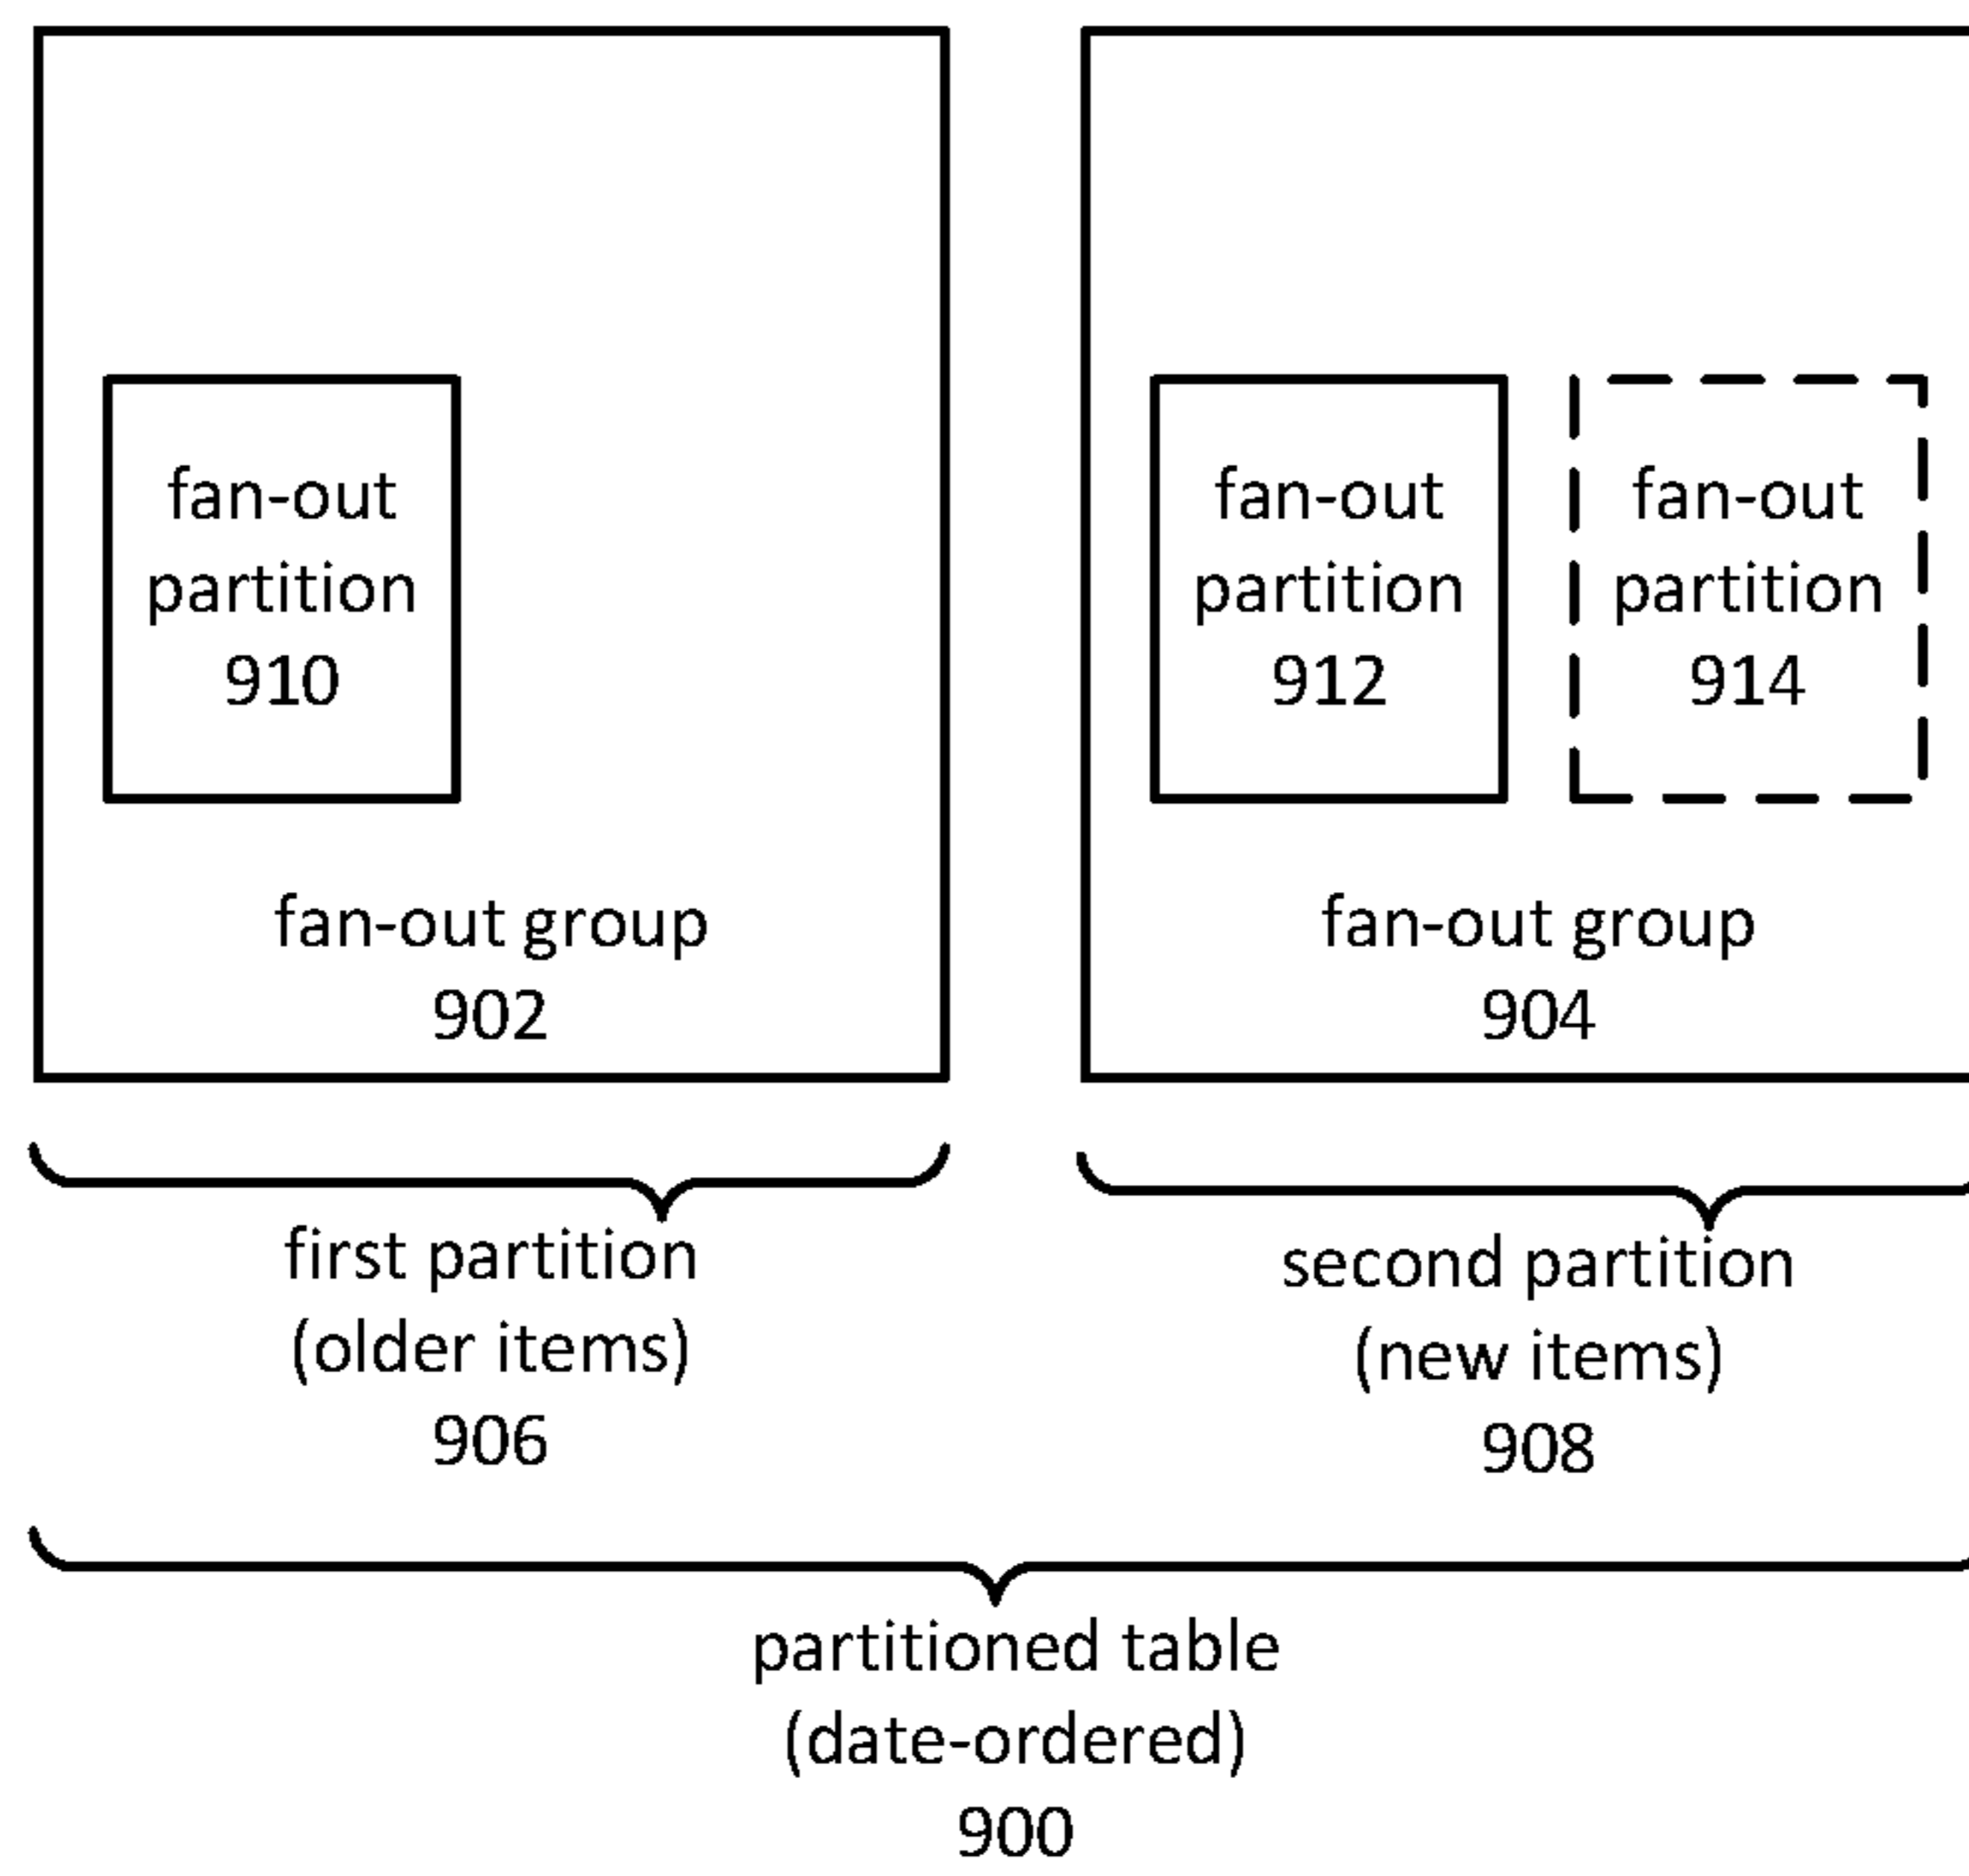 fan-out
partition
910
fan-out
partition
912
fan-out
partition
914
fan-out group
902
fan-out group
904
first partition
(older items)
906
second partition
(new items)
908
partitioned table
(date-ordered)
900